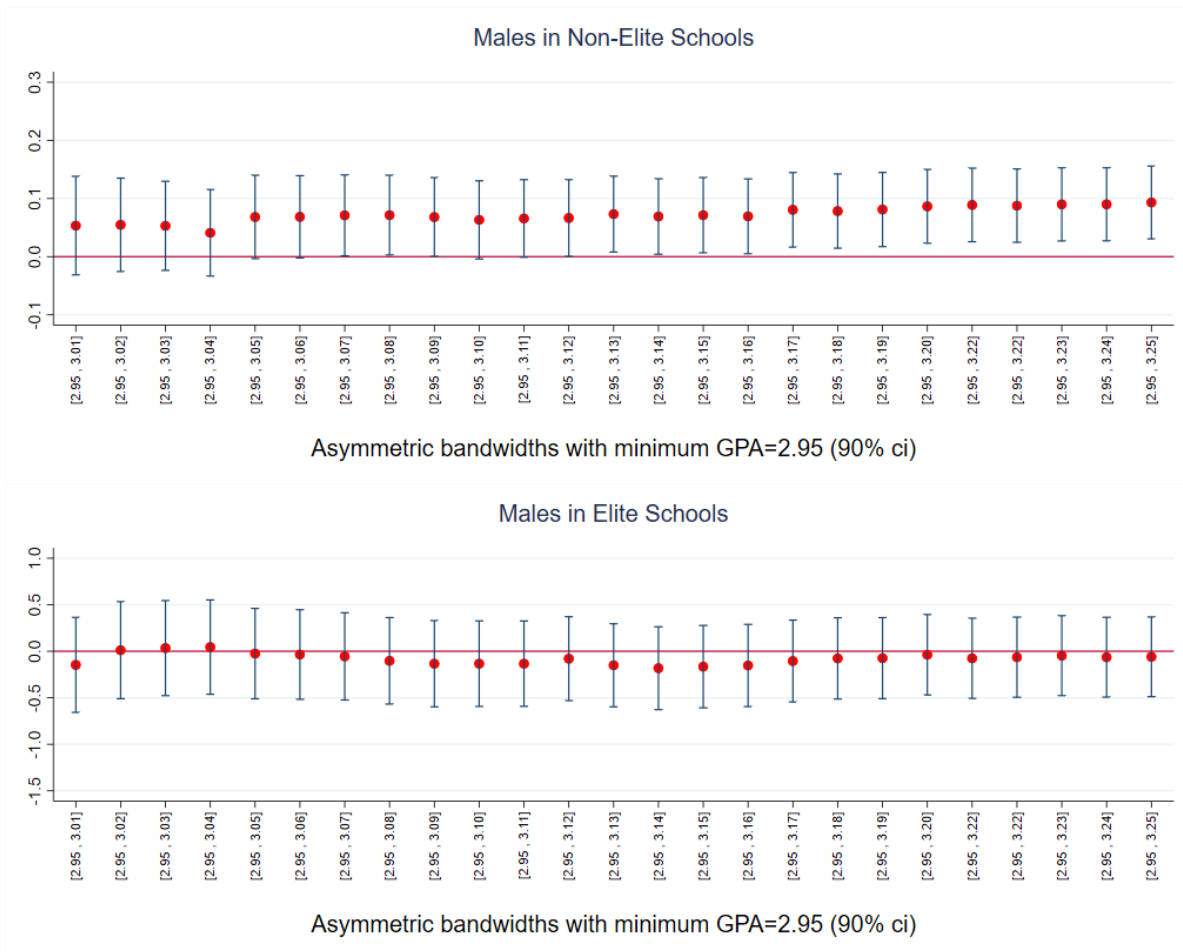 Males in Non-Elite Schools
0.3
0.2
0.1
0.0
-0.1
[2.95 , 3.01]
[2.95 , 3.02]
[2.95 , 3.03]
[2.95 , 3.04]
[2.95 , 3.05]
[2.95 , 3.06]
[2.95 , 3.07]
[2.95 , 3.08]
[2.95 , 3.09]
[2.95 , 3.10]
[2.95 , 3.11]
[2.95 , 3.12]
[2.95 , 3.13]
[2.95 , 3.14]
[2.95 , 3.15]
[2.95 , 3.16]
[2.95 , 3.17]
[2.95 , 3.18]
[2.95 , 3.19]
[2.95 , 3.20]
[2.95 , 3.22]
[2.95 , 3.22]
[2.95 , 3.23]
[2.95 , 3.24]
[2.95 , 3.25]
Asymmetric bandwidths with minimum GPA=2.95 (90% ci)
Males in Elite Schools
1.0
0.5
0.0
-0.5
-1.0
-1.5
[2.95 , 3.01]
[2.95 , 3.02]
[2.95 , 3.03]
[2.95 , 3.04]
[2.95 , 3.05]
[2.95 , 3.06]
[2.95 , 3.07]
[2.95 , 3.08]
[2.95 , 3.09]
[2.95 , 3.10]
[2.95 , 3.11]
[2.95 , 3.12]
[2.95 , 3.13]
[2.95 , 3.14]
[2.95 , 3.15]
[2.95 , 3.16]
[2.95 , 3.17]
[2.95 , 3.18]
[2.95 , 3.19]
[2.95 , 3.20]
[2.95 , 3.22]
[2.95 , 3.22]
[2.95 , 3.23]
[2.95 , 3.24]
[2.95 , 3.25]
Asymmetric bandwidths with minimum GPA=2.95 (90% ci)